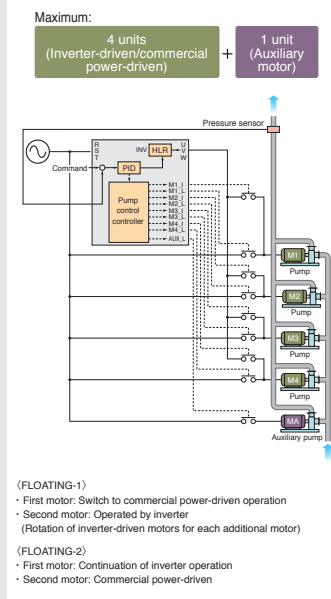 Maximum:
4 units
(Inverter-driven/commercial
power-driven)
+
1 unit
(Auxiliary
motor)
Pressure sensor
R
S
T
INV
HLR
U
V
W
Command
PID
Pump
control
controller
M1_I
M1_L
M2_I
M2_L
M3_I
M3_L
M4_I
M4_L
AUX_L
M1
Pump
M2
Pump
M3
Pump
M4
Pump
MA
Auxiliary pump
〈FLOATING-1〉
・First motor: Switch to commercial power-driven operation
・Second motor: Operated by inverter
(Rotation of inverter-driven motors for each additional motor)
〈FLOATING-2〉
・First motor: Continuation of inverter operation
・Second motor: Commercial power-driven